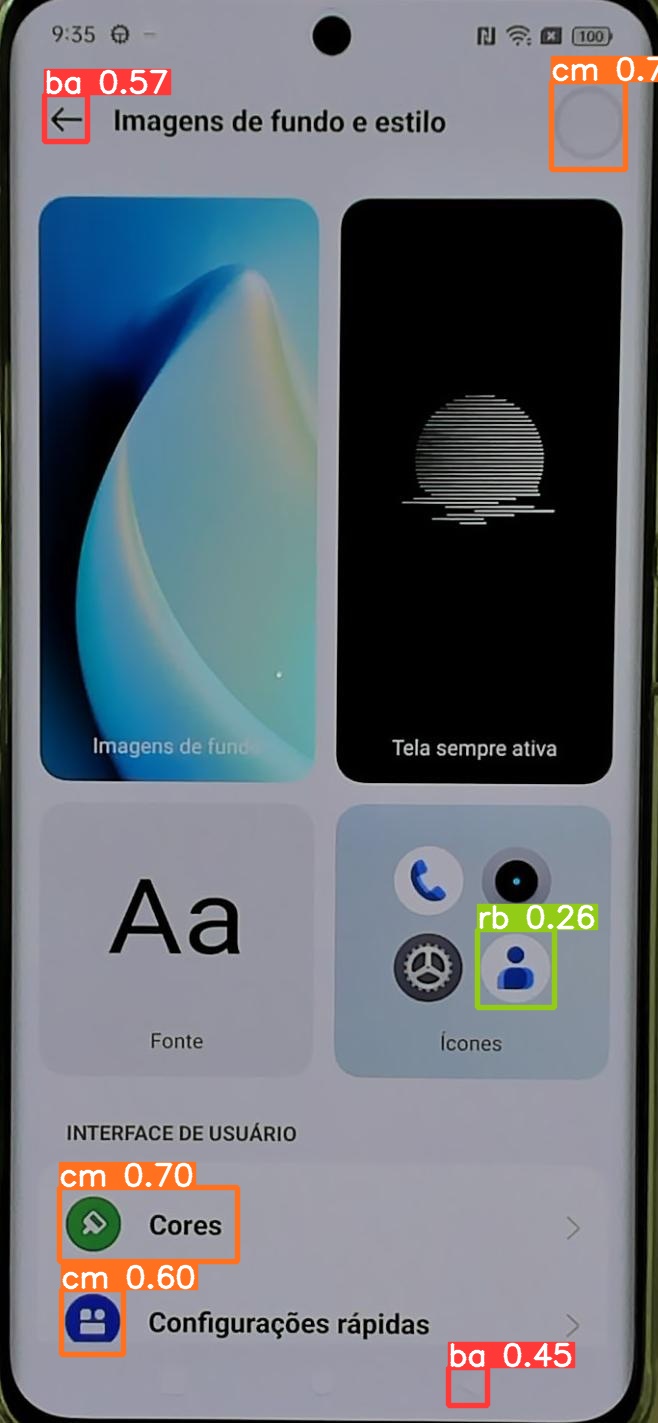 9:35
100
ba 0.57
cm 0.7
Imagens de fundo e estilo
Imagens de fundo
Tela sempre ativa
Aa
rb 0.26
Fonte
Ícones
INTERFACE DE USUÁRIO
cm 0.70
Cores
cm 0.60
Configurações rápidas
ba 0.45